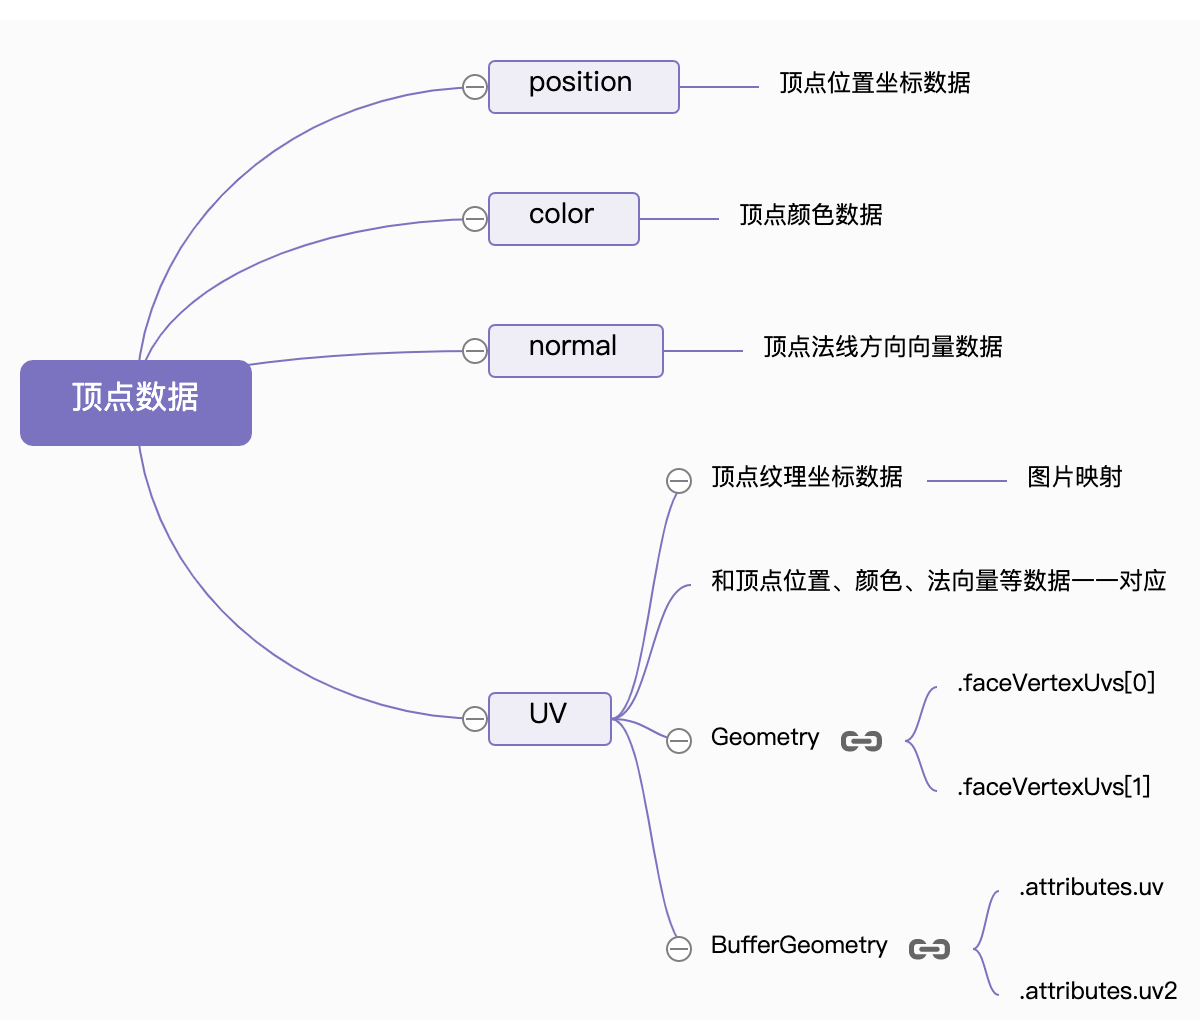 position
顶点位置坐标数据
color
顶点颜色数据
normal
顶点法线方向向量数据
顶点数据
顶点纹理坐标数据
图片映射
和顶点位置、颜色、法向量等数据一一对应
UV
Geometry
.faceVertexUvs[0]
.faceVertexUvs[1]
BufferGeometry
.attributes.uv
.attributes.uv2